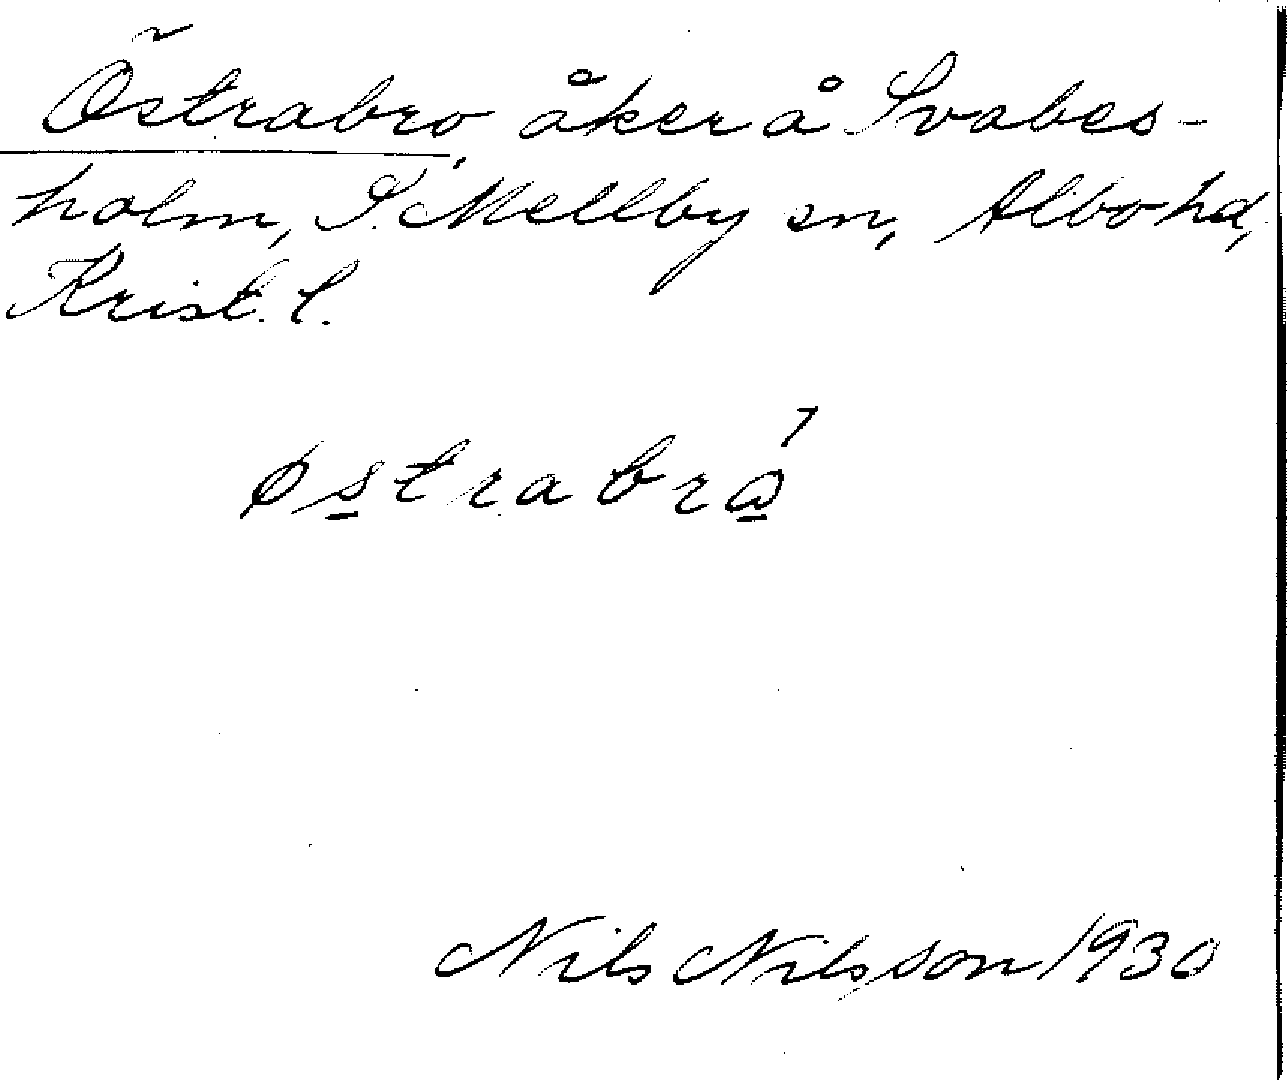 Östrabro, åker å Svabes-
holm, S. Mellby sn, Albo hd,
Krist. l.
østrabrå
Nils Nilsson 1930